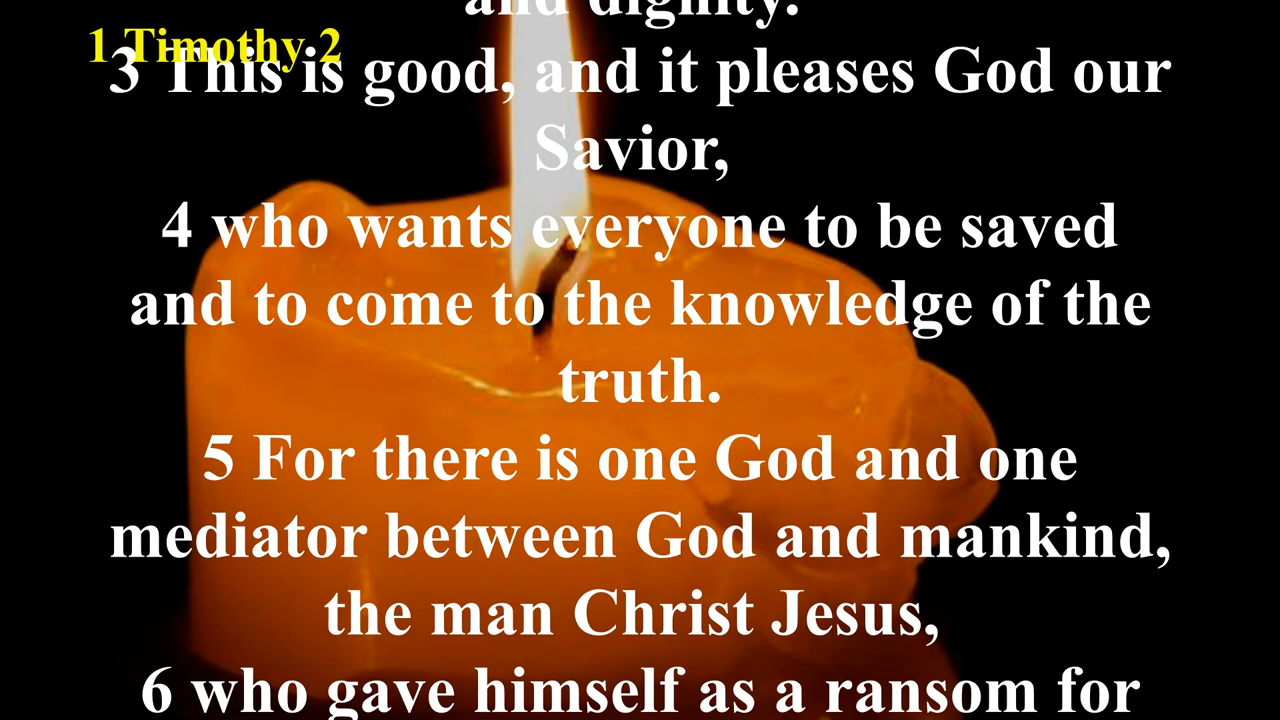 and dignity.
1 Timothy 2
3 This is good, and it pleases God our
Savior,
4 who wants everyone to be saved
and to come to the knowledge of the
truth.
5 For there is one God and one
mediator between God and mankind,
the man Christ Jesus,
6 who gave himself as a ransom for